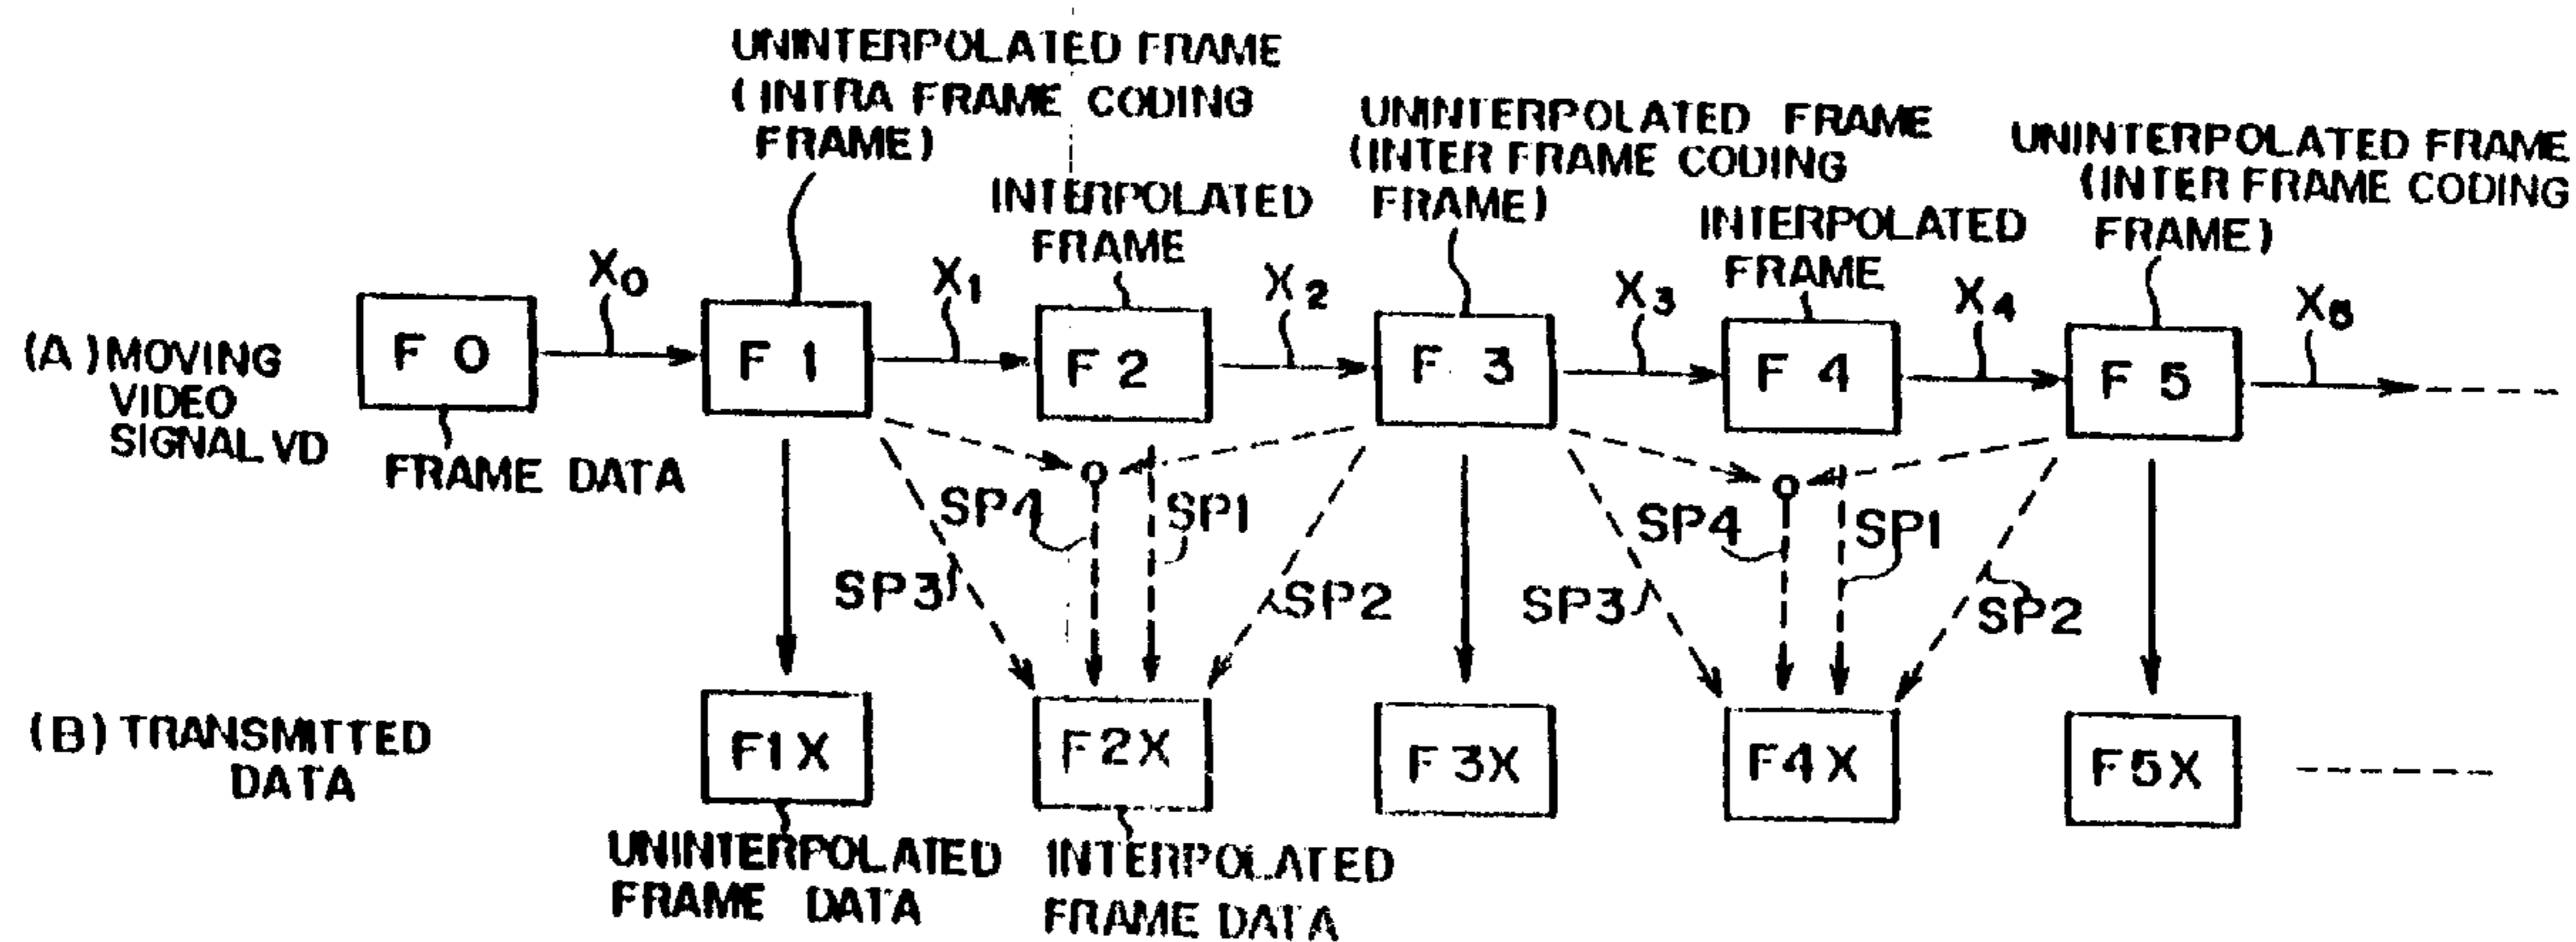 UNINTERPOLATED FRAME
(INTRA FRAME CODING
FRAME)
INTERPOLATED
FRAME
UNINTERPOLATED FRAME
(INTER FRAME CODING
FRAME)
INTERPOLATED
FRAME
UNINTERPOLATED FRAME
(INTER FRAME CODING
FRAME)
X0
X1
X2
X3
X4
X5
(A) MOVING
VIDEO
SIGNAL VD
F 0
F 1
F 2
F 3
F 4
F 5
FRAME DATA
SP4
SP1
SP3
SP2
SP4
SP1
SP3
SP2
(B) TRANSMITTED
DATA
F1X
F2X
F3X
F4X
F5X
UNINTERPOLATED
FRAME DATA
INTERPOLATED
FRAME DATA